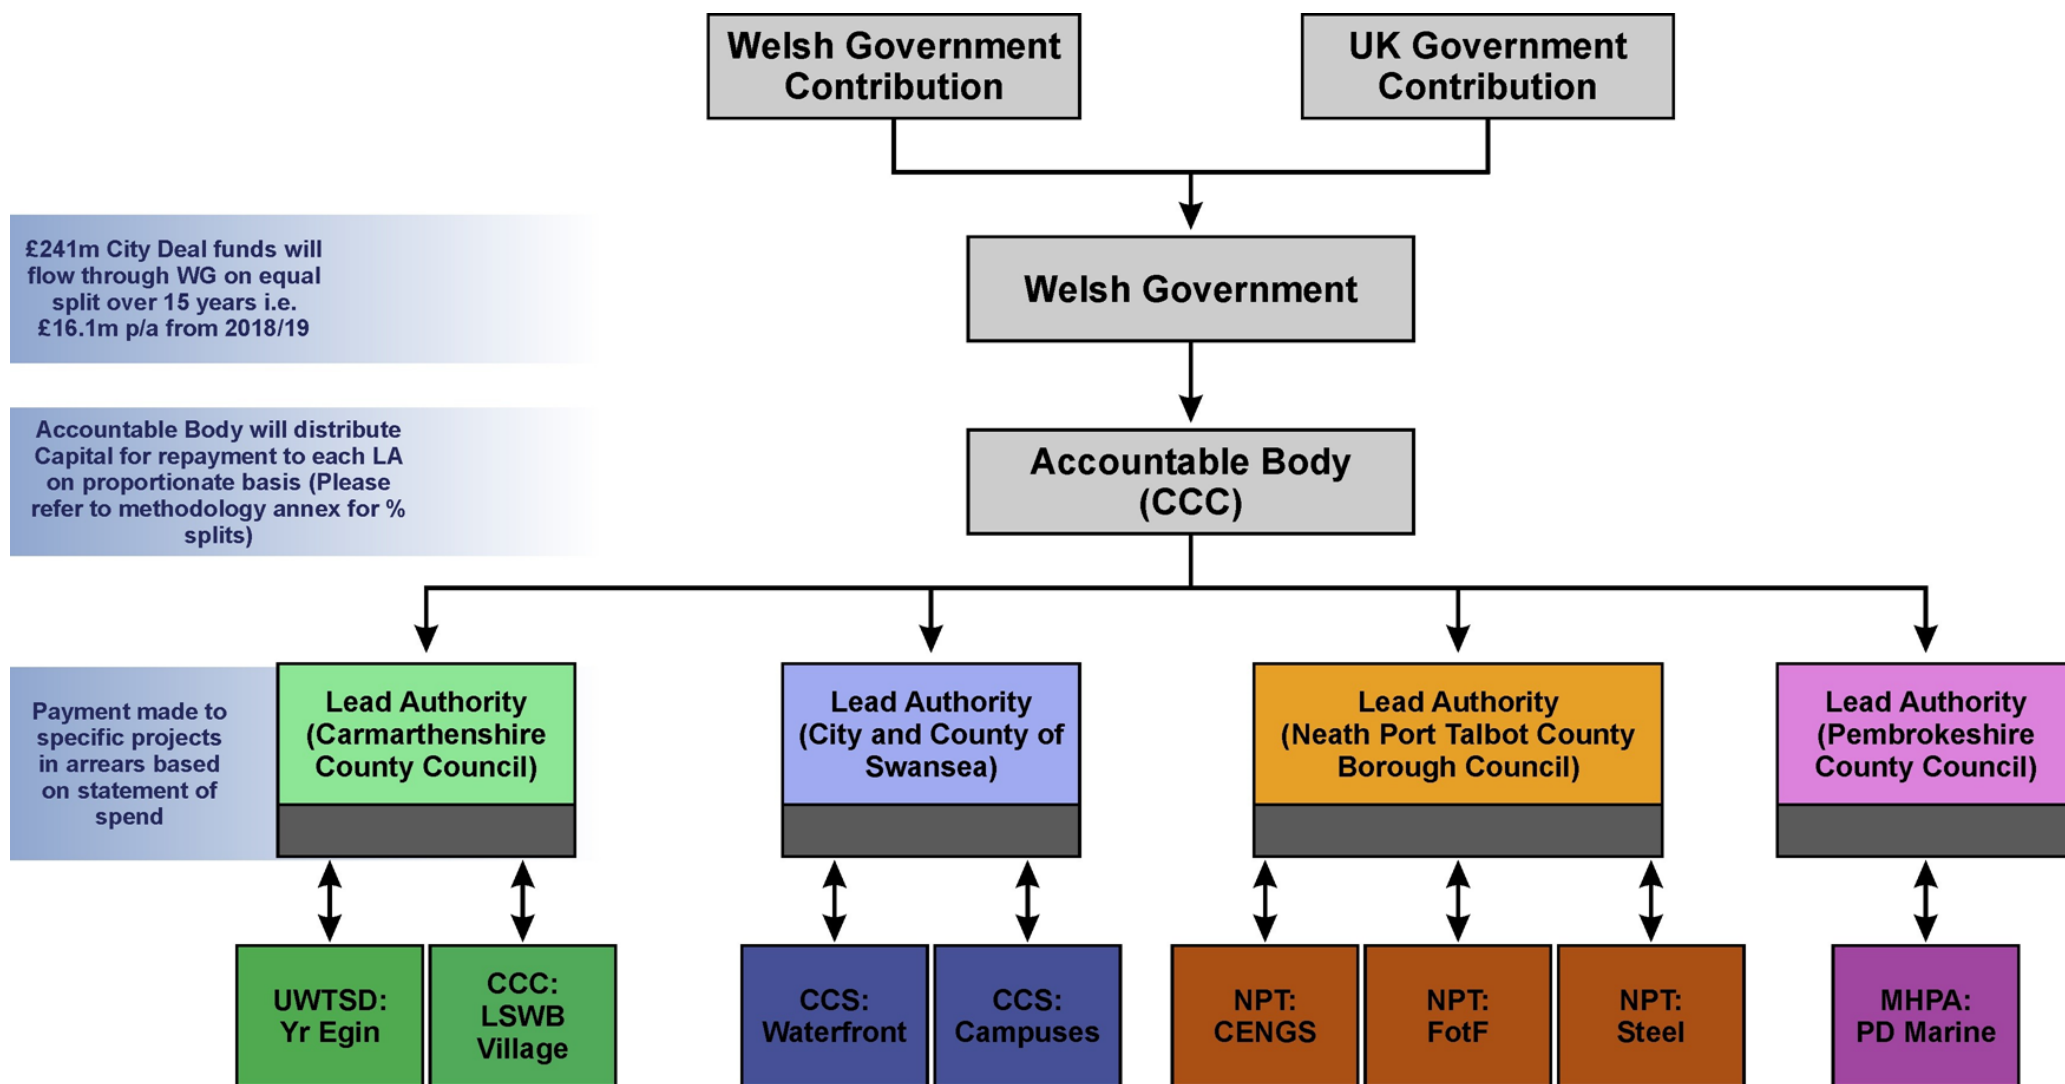 Welsh Government
Contribution
UK Government
Contribution
£241m City Deal funds will
flow through WG on equal
split over 15 years i.e.
£16.1m p/a from 2018/19
Welsh Government
Accountable Body will distribute
Capital for repayment to each LA
on proportionate basis (Please
refer to methodology annex for %
splits)
Accountable Body
(CCC)
Payment made to
specific projects
in arrears based
on statement of
spend
Lead Authority
(Carmarthenshire
County Council)
Lead Authority
(City and County of
Swansea)
Lead Authority
(Neath Port Talbot County
Borough Council)
Lead Authority
(Pembrokeshire
County Council)
UWTSD:
Yr Egin
CCC:
LSWB
Village
CCS:
Waterfront
CCS:
Campuses
NPT:
CENGS
NPT:
FotF
NPT:
Steel
MHPA:
PD Marine